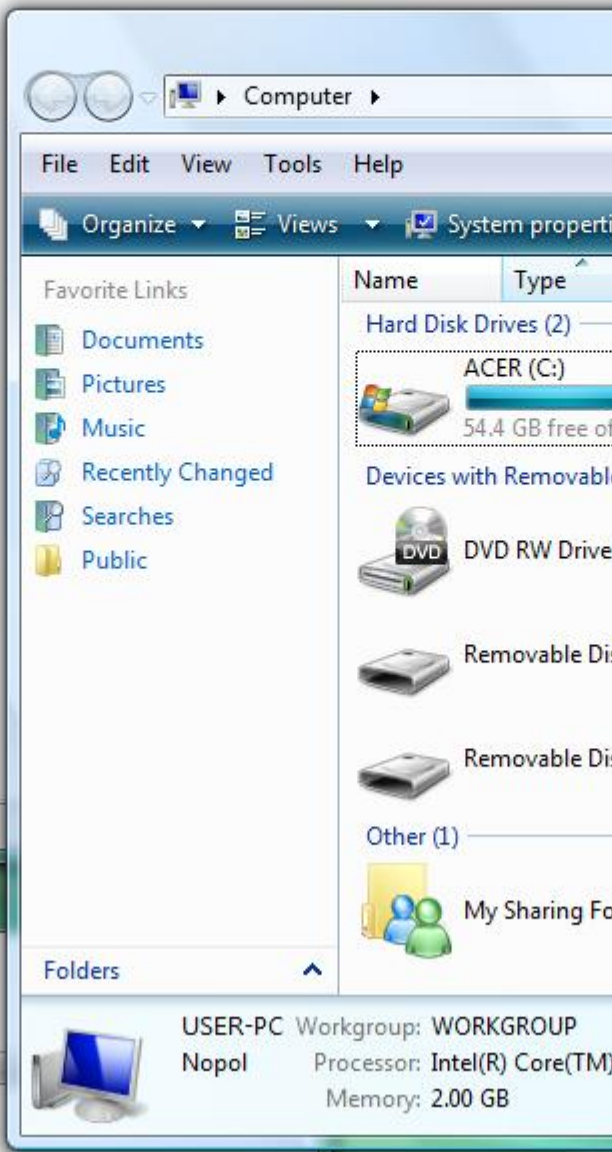 Computer
File Edit View Tools Help
Organize Views System properti
Favorite Links
Documents
Pictures
Music
Recently Changed
Searches
Public
Folders
Name Type
Hard Disk Drives (2)
ACER (C:)
54.4 GB free of
Devices with Removabl
DVD
DVD RW Drive
Removable Dis
Removable Dis
Other (1)
My Sharing Fo
USER-PC Workgroup: WORKGROUP
Nopol Processor: Intel(R) Core(TM)
Memory: 2.00 GB